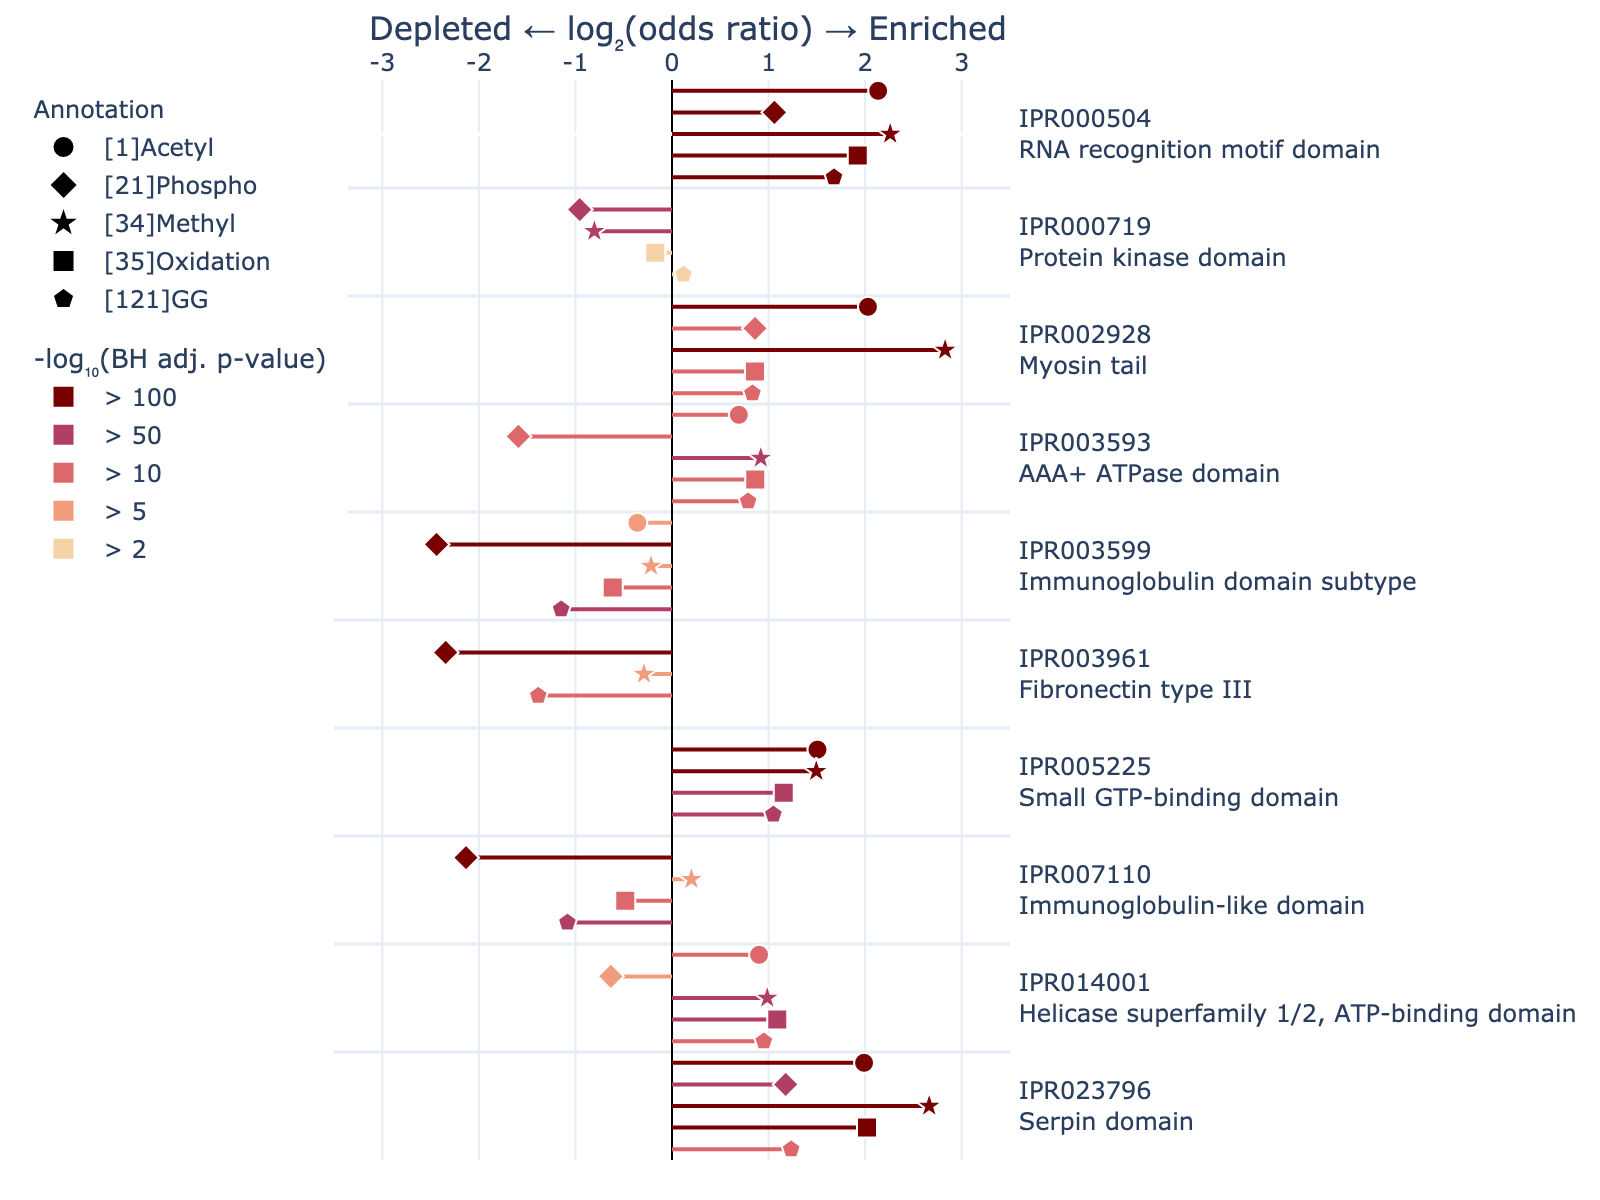 Depleted ← log₂(odds ratio) → Enriched
-3 -2 -1 0 1 2 3
Annotation
[1]Acetyl
[21]Phospho
[34]Methyl
[35]Oxidation
[121]GG
-log₁₀(BH adj. p-value)
> 100
> 50
> 10
> 5
> 2
IPR000504
RNA recognition motif domain
IPR000719
Protein kinase domain
IPR002928
Myosin tail
IPR003593
AAA+ ATPase domain
IPR003599
Immunoglobulin domain subtype
IPR003961
Fibronectin type III
IPR005225
Small GTP-binding domain
IPR007110
Immunoglobulin-like domain
IPR014001
Helicase superfamily 1/2, ATP-binding domain
IPR023796
Serpin domain